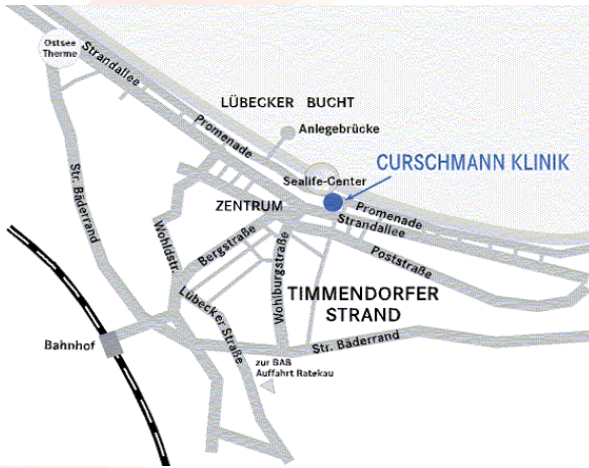 Ostsee
Therme
Strandallee
LÜBECKER BUCHT
Promenade
Anlegebrücke
CURSCHMANN KLINIK
Sealife-Center
Str. Bäderrand
ZENTRUM
Promenade
Strandallee
Wohldstr.
Bergstraße
Poststraße
Wohlburgstraße
TIMMENDORFER
STRAND
Lübecker Straße
Bahnhof
Str. Bäderrand
zur BAB
Auffahrt Ratekau